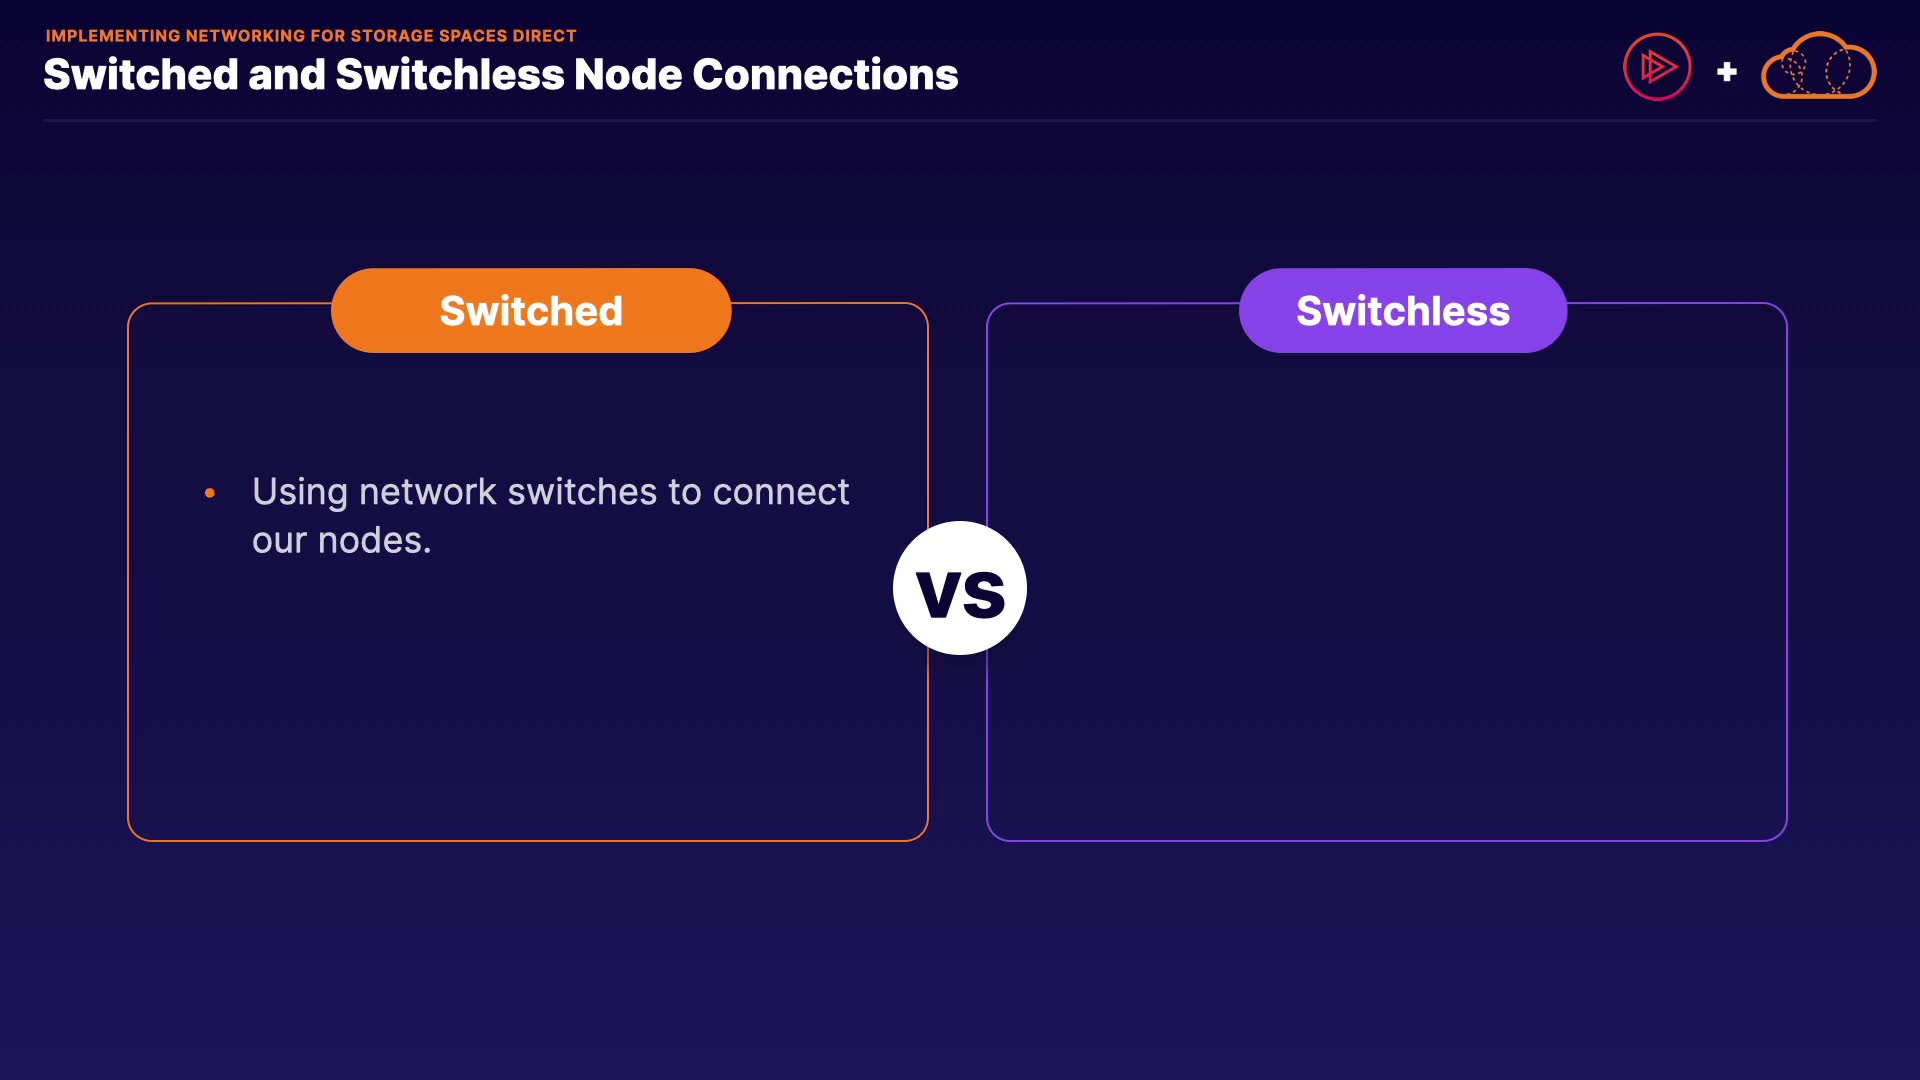 IMPLEMENTING NETWORKING FOR STORAGE SPACES DIRECT
Switched and Switchless Node Connections
+
Switched
Switchless
• Using network switches to connect
our nodes.
VS